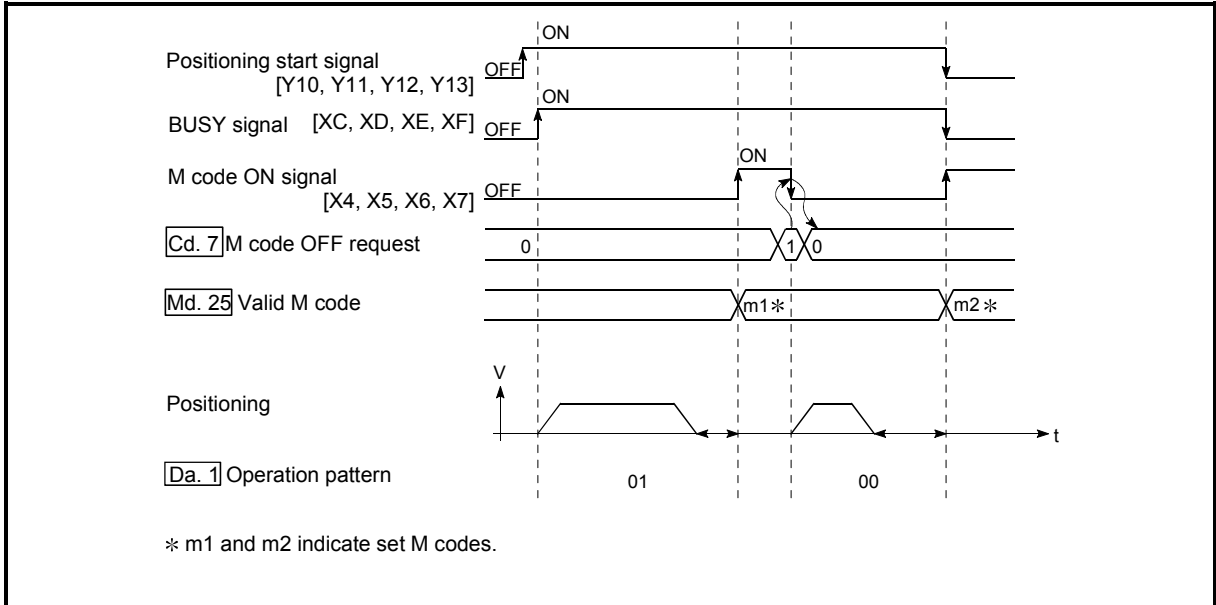 ON
Positioning start signal
[Y10, Y11, Y12, Y13]
OFF
ON
BUSY signal [XC, XD, XE, XF]
OFF
ON
M code ON signal
[X4, X5, X6, X7]
OFF
Cd. 7 M code OFF request
0
1
0
Md. 25 Valid M code
m1*
m2*
V
Positioning
t
Da. 1 Operation pattern
01
00
* m1 and m2 indicate set M codes.